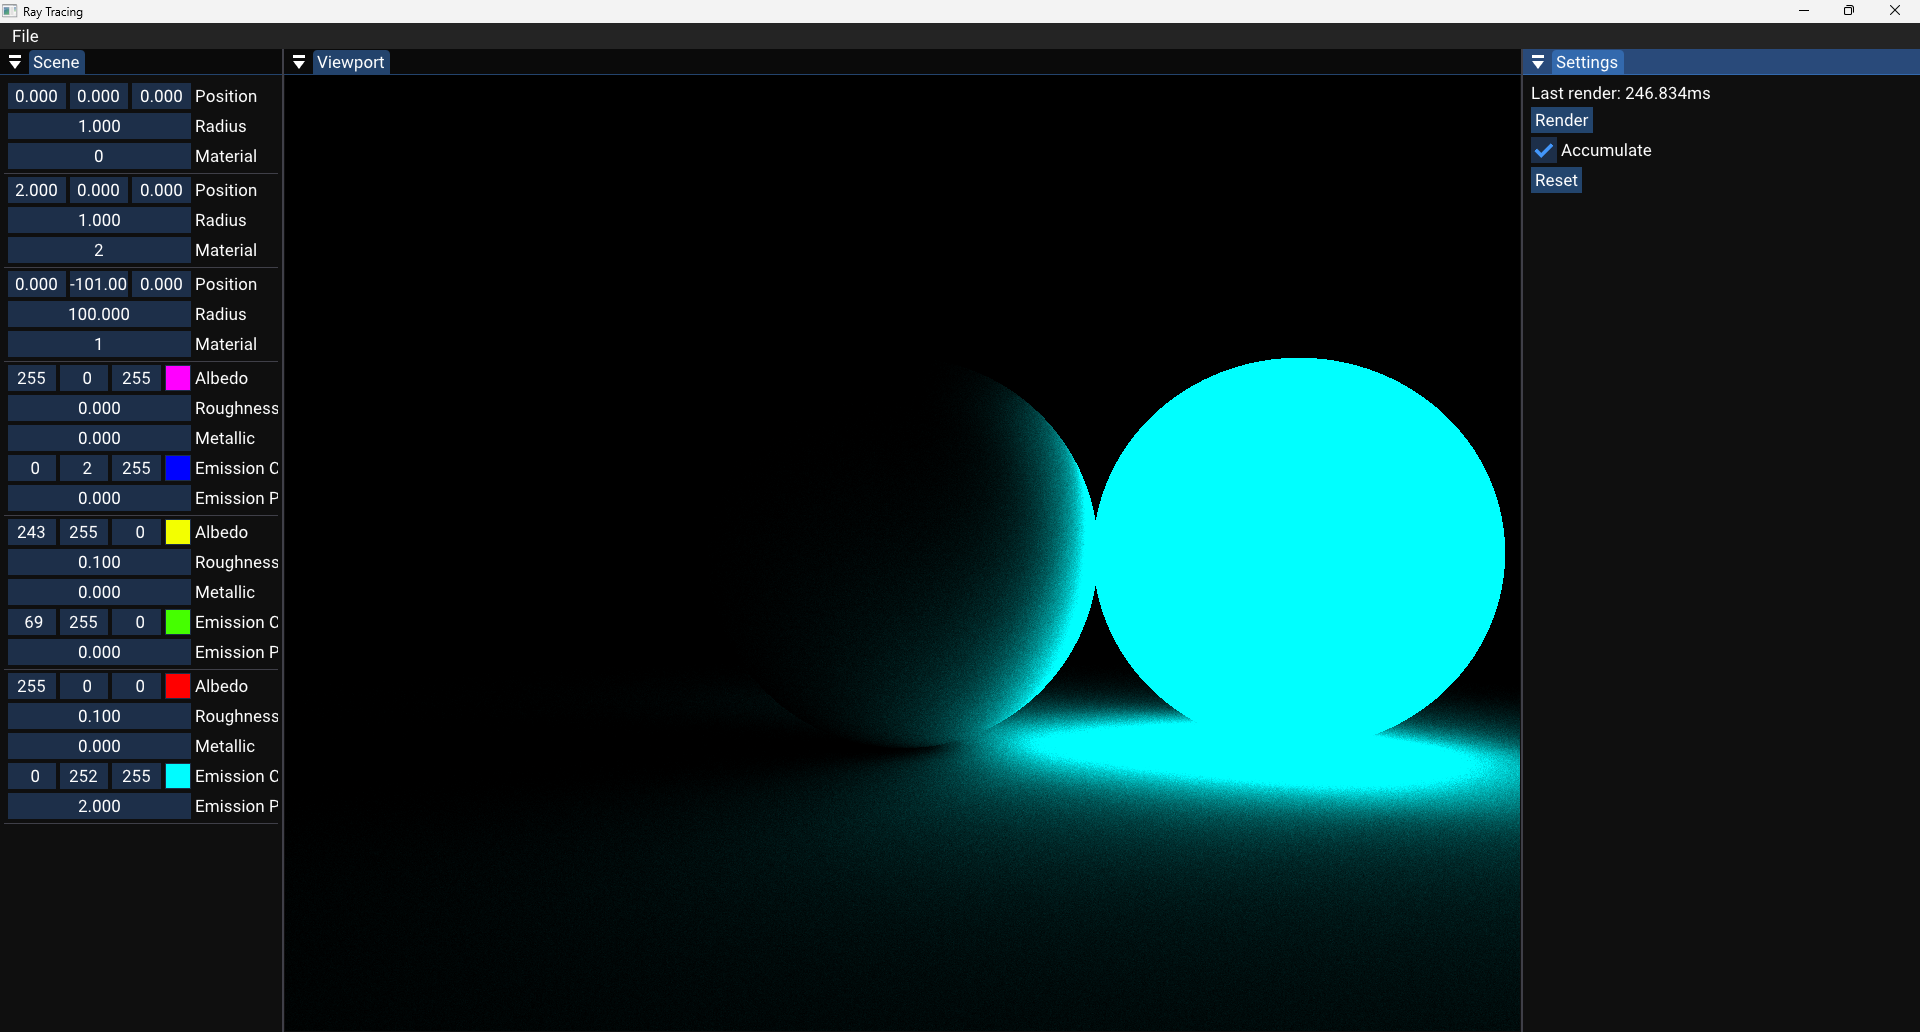 Ray Tracing
File
Scene
0.000 0.000 0.000 Position
1.000 Radius
0 Material
2.000 0.000 0.000 Position
1.000 Radius
2 Material
0.000 -101.00 0.000 Position
100.000 Radius
1 Material
255 0 255 Albedo
0.000 Roughness
0.000 Metallic
0 2 255 Emission C
0.000 Emission P
243 255 0 Albedo
0.100 Roughness
0.000 Metallic
69 255 0 Emission C
0.000 Emission P
255 0 0 Albedo
0.100 Roughness
0.000 Metallic
0 252 255 Emission C
2.000 Emission P
Viewport
Settings
Last render: 246.834ms
Render
Accumulate
Reset